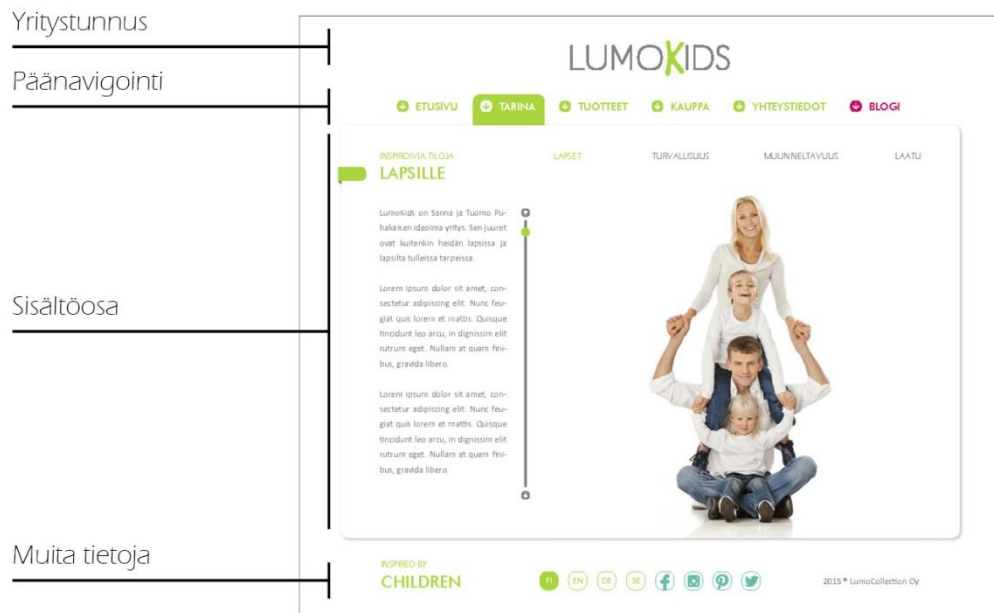 Yritystunnus
Päänavigointi
Sisältöosa
Muita tietoja
LUMOKIDS
ETUSIVU TARINA TUOTTEET KAUPPA YHTEYSTIEDOT BLOGI
INSPIROIVIA TILOJA
LAPSILLE
LAPSET TURVALLISUUS MUUNNELTAVUUS LAATU
LumoKids on Sanna ja Tuomo Pu-
hakaisen ideoima yritys. Sen juuret
ovat kuitenkin heidän lapsissa ja
lapsilta tulleissa tarpeissa.
Lorem ipsum dolor sit amet, con-
sectetur adipiscing elit. Nunc feu-
giat quis lorem et mattis. Quisque
tincidunt leo arcu, in dignissim elit
rutrum eget. Nullam at quam fini-
bus, gravida libero.
Lorem ipsum dolor sit amet, con-
sectetur adipiscing elit. Nunc feu-
giat quis lorem et mattis. Quisque
tincidunt leo arcu, in dignissim elit
rutrum eget. Nullam at quam fini-
bus, gravida libero.
INSPIRED BY
CHILDREN
FI EN DE SE
2015 © LumoCollection Oy